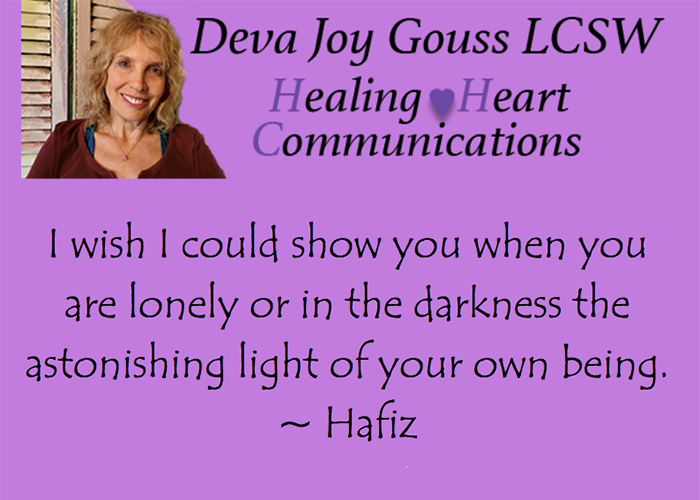 Deva Joy Gouss LCSW
Healing Heart
Communications
I wish I could show you when you
are lonely or in the darkness the
astonishing light of your own being.
~ Hafiz